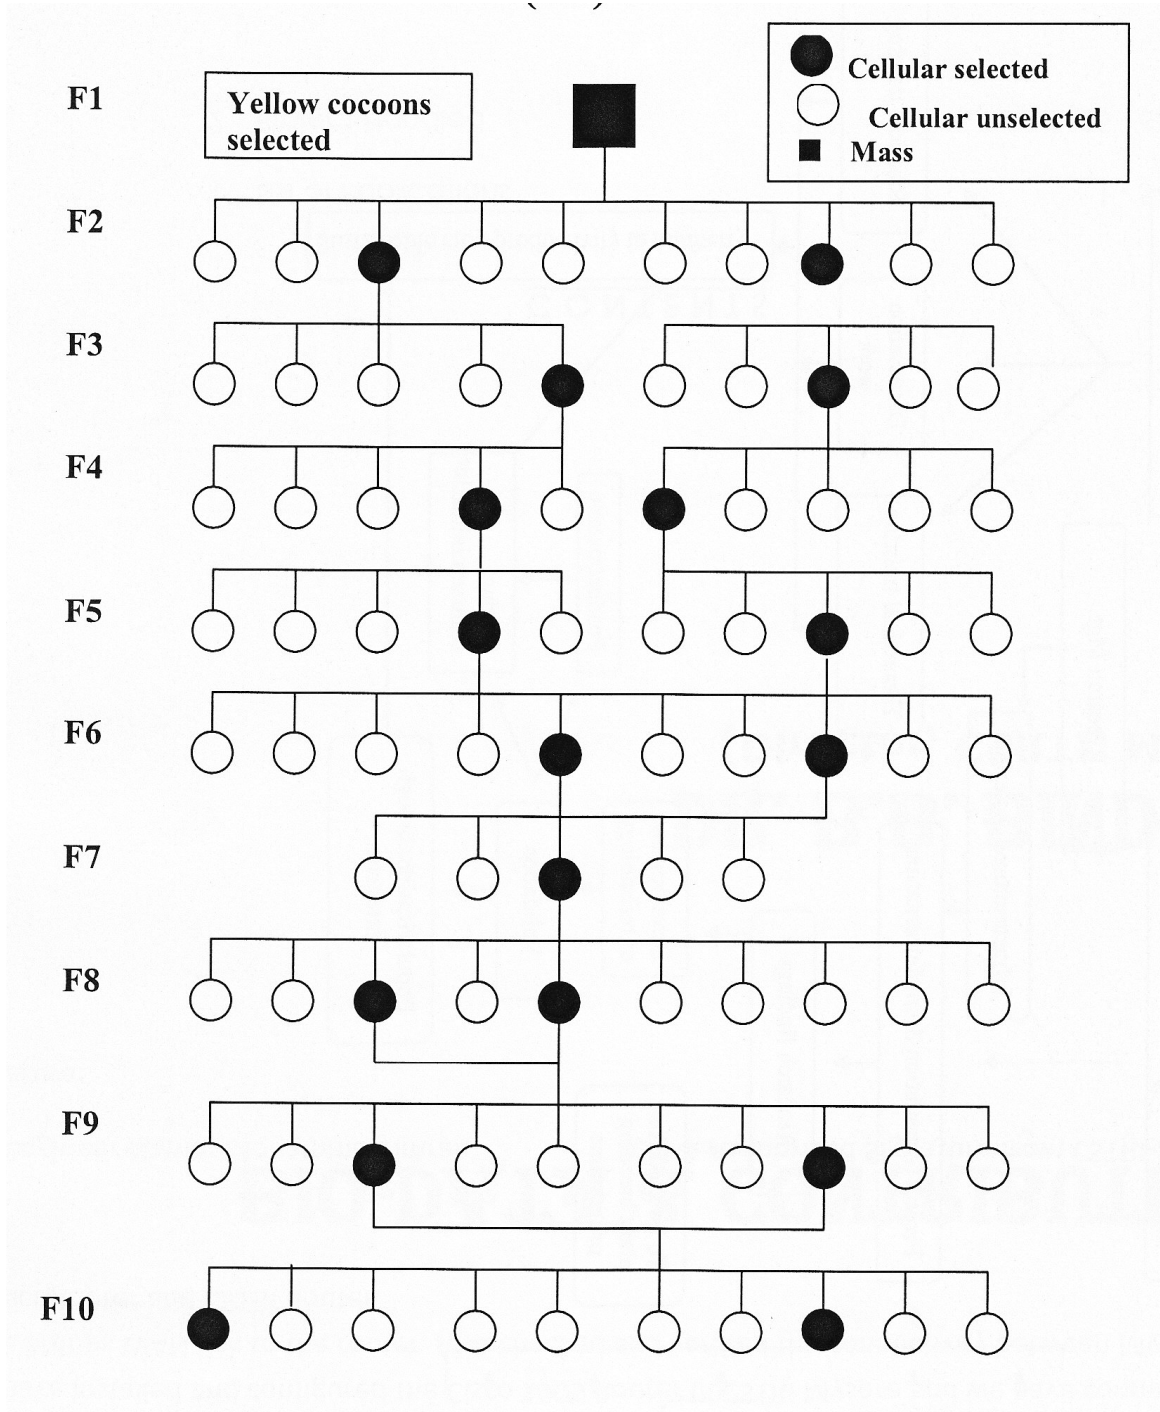 Cellular selected
Cellular unselected
Mass
Yellow cocoons
selected
F1
F2
F3
F4
F5
F6
F7
F8
F9
F10